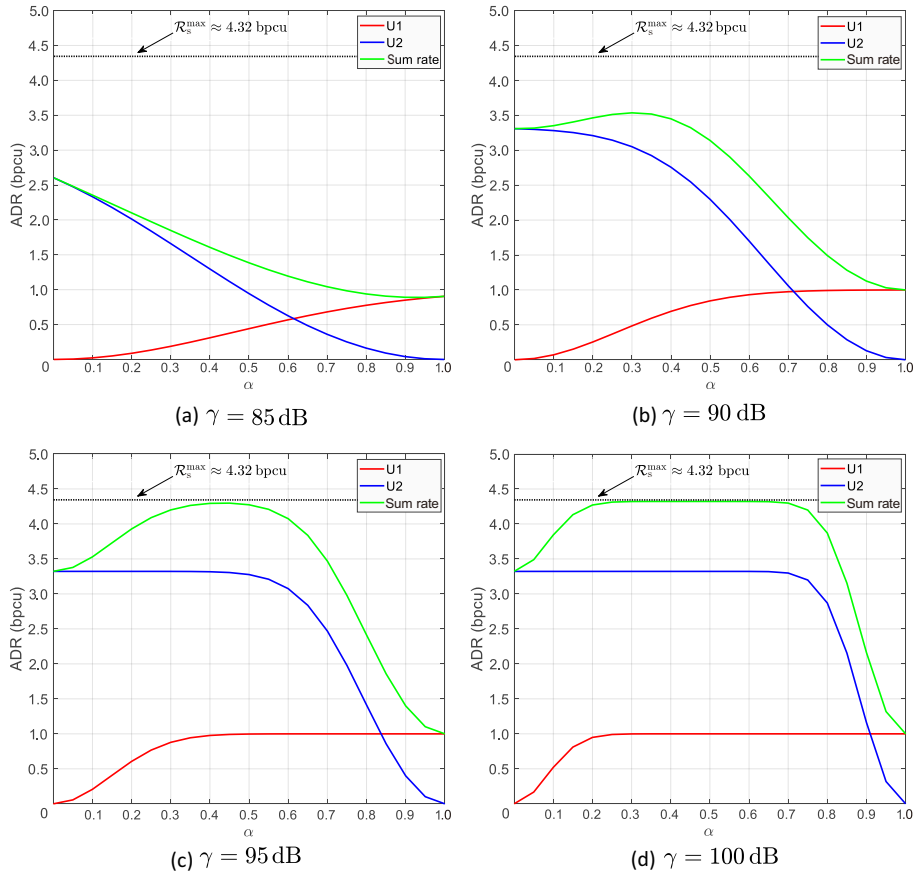 5.0
4.5
4.0
3.5
3.0
2.5
2.0
1.5
1.0
0.5
0
ADR (bpcu)
0.1 0.2 0.3 0.4 0.5 0.6 0.7 0.8 0.9 1.0
α
R_s^max ≈ 4.32 bpcu
U1
U2
Sum rate
(a) γ = 85 dB
5.0
4.5
4.0
3.5
3.0
2.5
2.0
1.5
1.0
0.5
0
ADR (bpcu)
0.1 0.2 0.3 0.4 0.5 0.6 0.7 0.8 0.9 1.0
α
R_s^max ≈ 4.32 bpcu
U1
U2
Sum rate
(b) γ = 90 dB
5.0
4.5
4.0
3.5
3.0
2.5
2.0
1.5
1.0
0.5
0
ADR (bpcu)
0.1 0.2 0.3 0.4 0.5 0.6 0.7 0.8 0.9 1.0
α
R_s^max ≈ 4.32 bpcu
U1
U2
Sum rate
(c) γ = 95 dB
5.0
4.5
4.0
3.5
3.0
2.5
2.0
1.5
1.0
0.5
0
ADR (bpcu)
0.1 0.2 0.3 0.4 0.5 0.6 0.7 0.8 0.9 1.0
α
R_s^max ≈ 4.32 bpcu
U1
U2
Sum rate
(d) γ = 100 dB